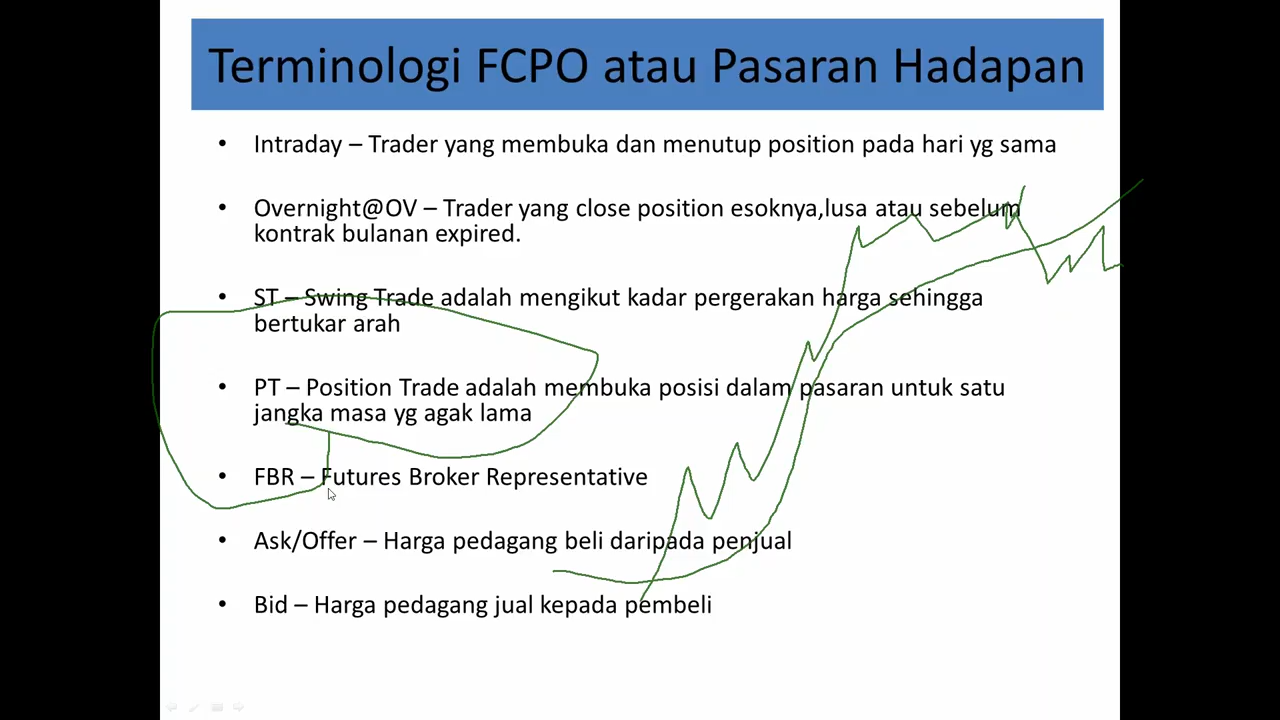 Terminologi FCPO atau Pasaran Hadapan
• Intraday – Trader yang membuka dan menutup position pada hari yg sama
• Overnight@OV – Trader yang close position esoknya,lusa atau sebelum
kontrak bulanan expired.
• ST – Swing Trade adalah mengikut kadar pergerakan harga sehingga
bertukar arah
• PT – Position Trade adalah membuka posisi dalam pasaran untuk satu
jangka masa yg agak lama
• FBR – Futures Broker Representative
• Ask/Offer – Harga pedagang beli daripada penjual
• Bid – Harga pedagang jual kepada pembeli